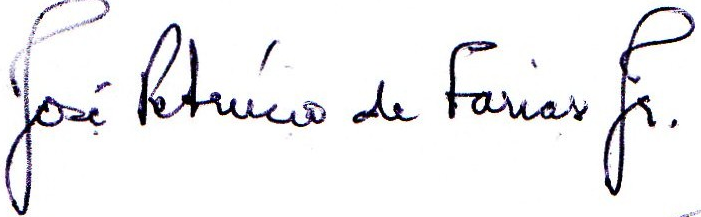 José Petrúcio de Farias Jr.